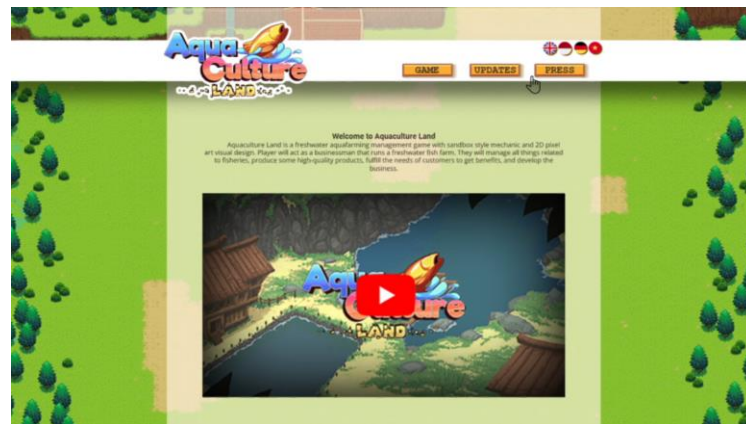 Aqua
Culture
LAND
GAME UPDATES PRESS
Welcome to Aquaculture Land
Aquaculture Land is a freshwater aquafarming management game with sandbox style mechanic and 2D pixel
art visual design. Player will act as a businessman that runs a freshwater fish farm. They will manage all things related
to fisheries, produce some high-quality products, fulfill the needs of customers to get benefits, and develop the
business.
Aqua
Culture
LAND